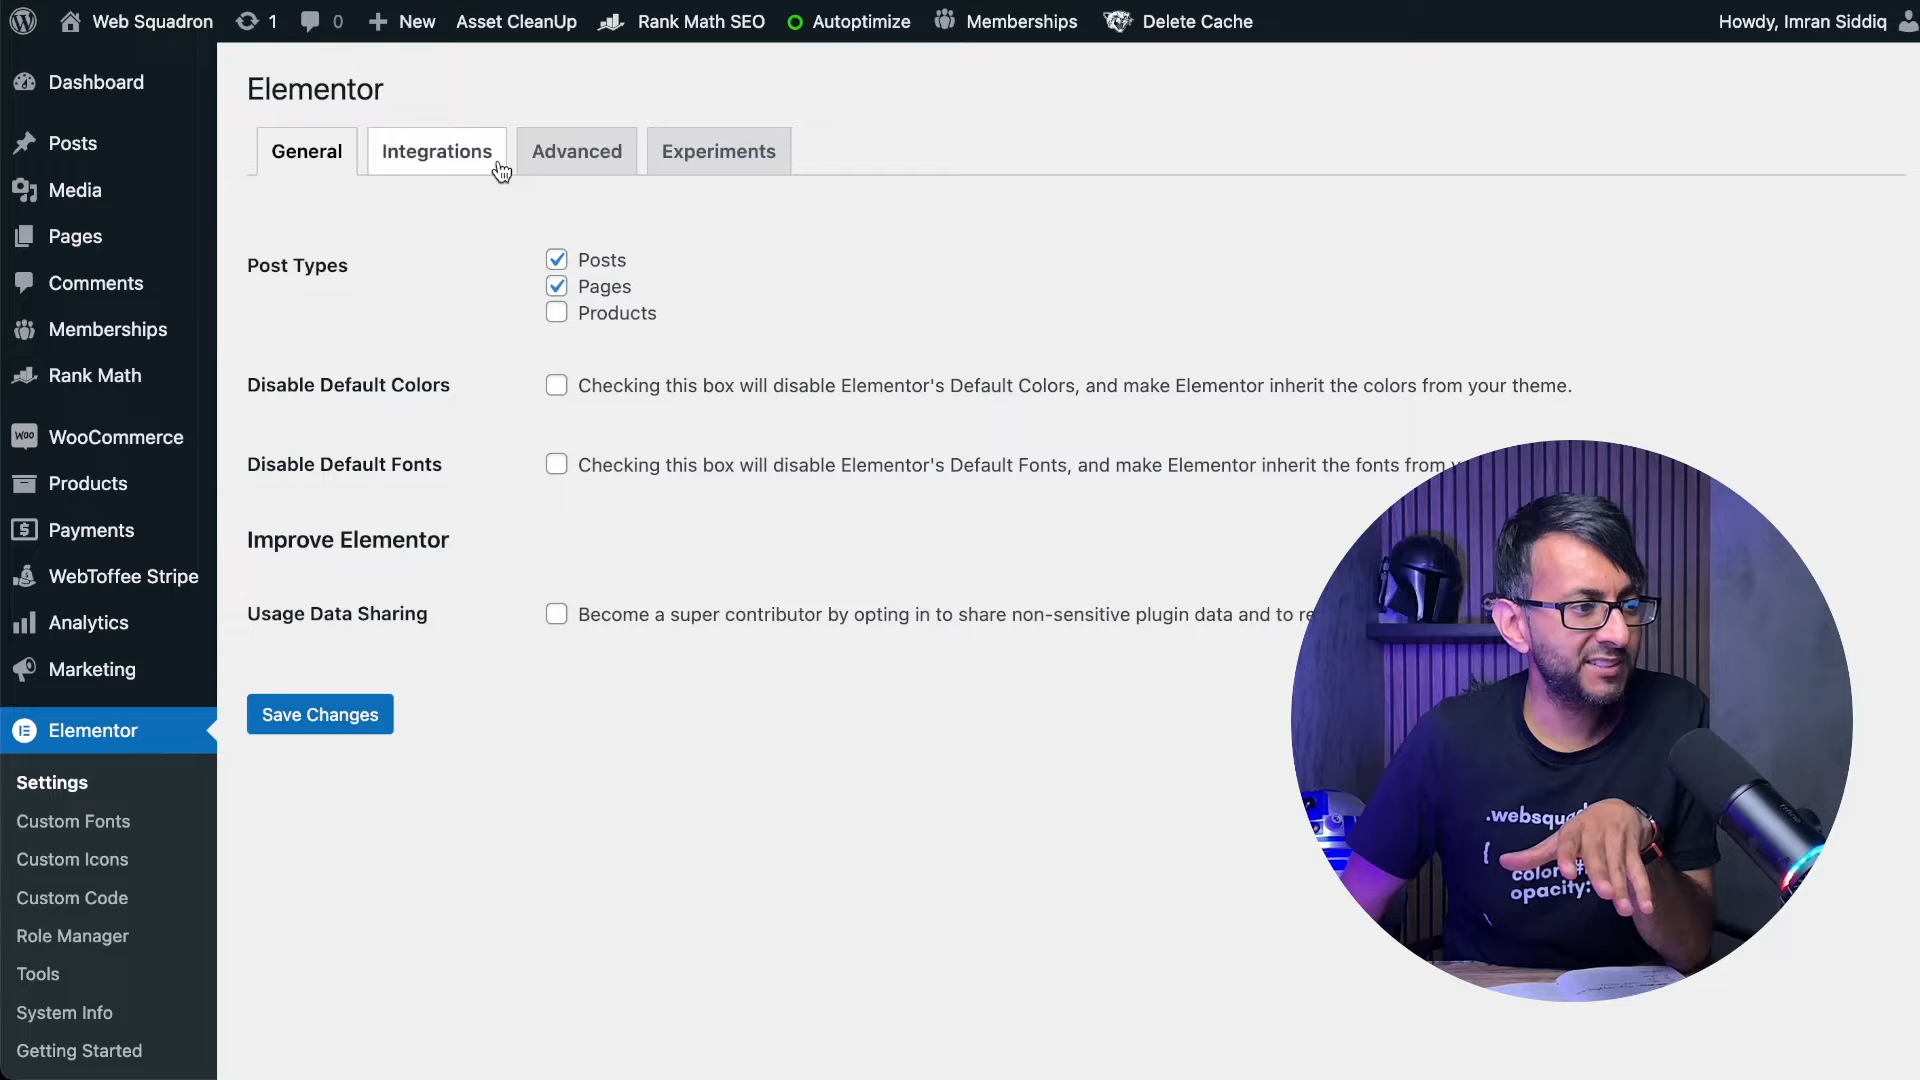 Web Squadron 1 0 New Asset CleanUp Rank Math SEO Autoptimize Memberships Delete Cache Howdy, Imran Siddiq
Dashboard
Posts
Media
Pages
Comments
Memberships
Rank Math
WooCommerce
Products
Payments
WebToffee Stripe
Analytics
Marketing
Elementor
Settings
Custom Fonts
Custom Icons
Custom Code
Role Manager
Tools
System Info
Getting Started
Elementor
General Integrations Advanced Experiments
Post Types
Posts
Pages
Products
Disable Default Colors
Checking this box will disable Elementor's Default Colors, and make Elementor inherit the colors from your theme.
Disable Default Fonts
Checking this box will disable Elementor's Default Fonts, and make Elementor inherit the fonts from
Improve Elementor
Usage Data Sharing
Become a super contributor by opting in to share non-sensitive plugin data and to
Save Changes
{
opacity: